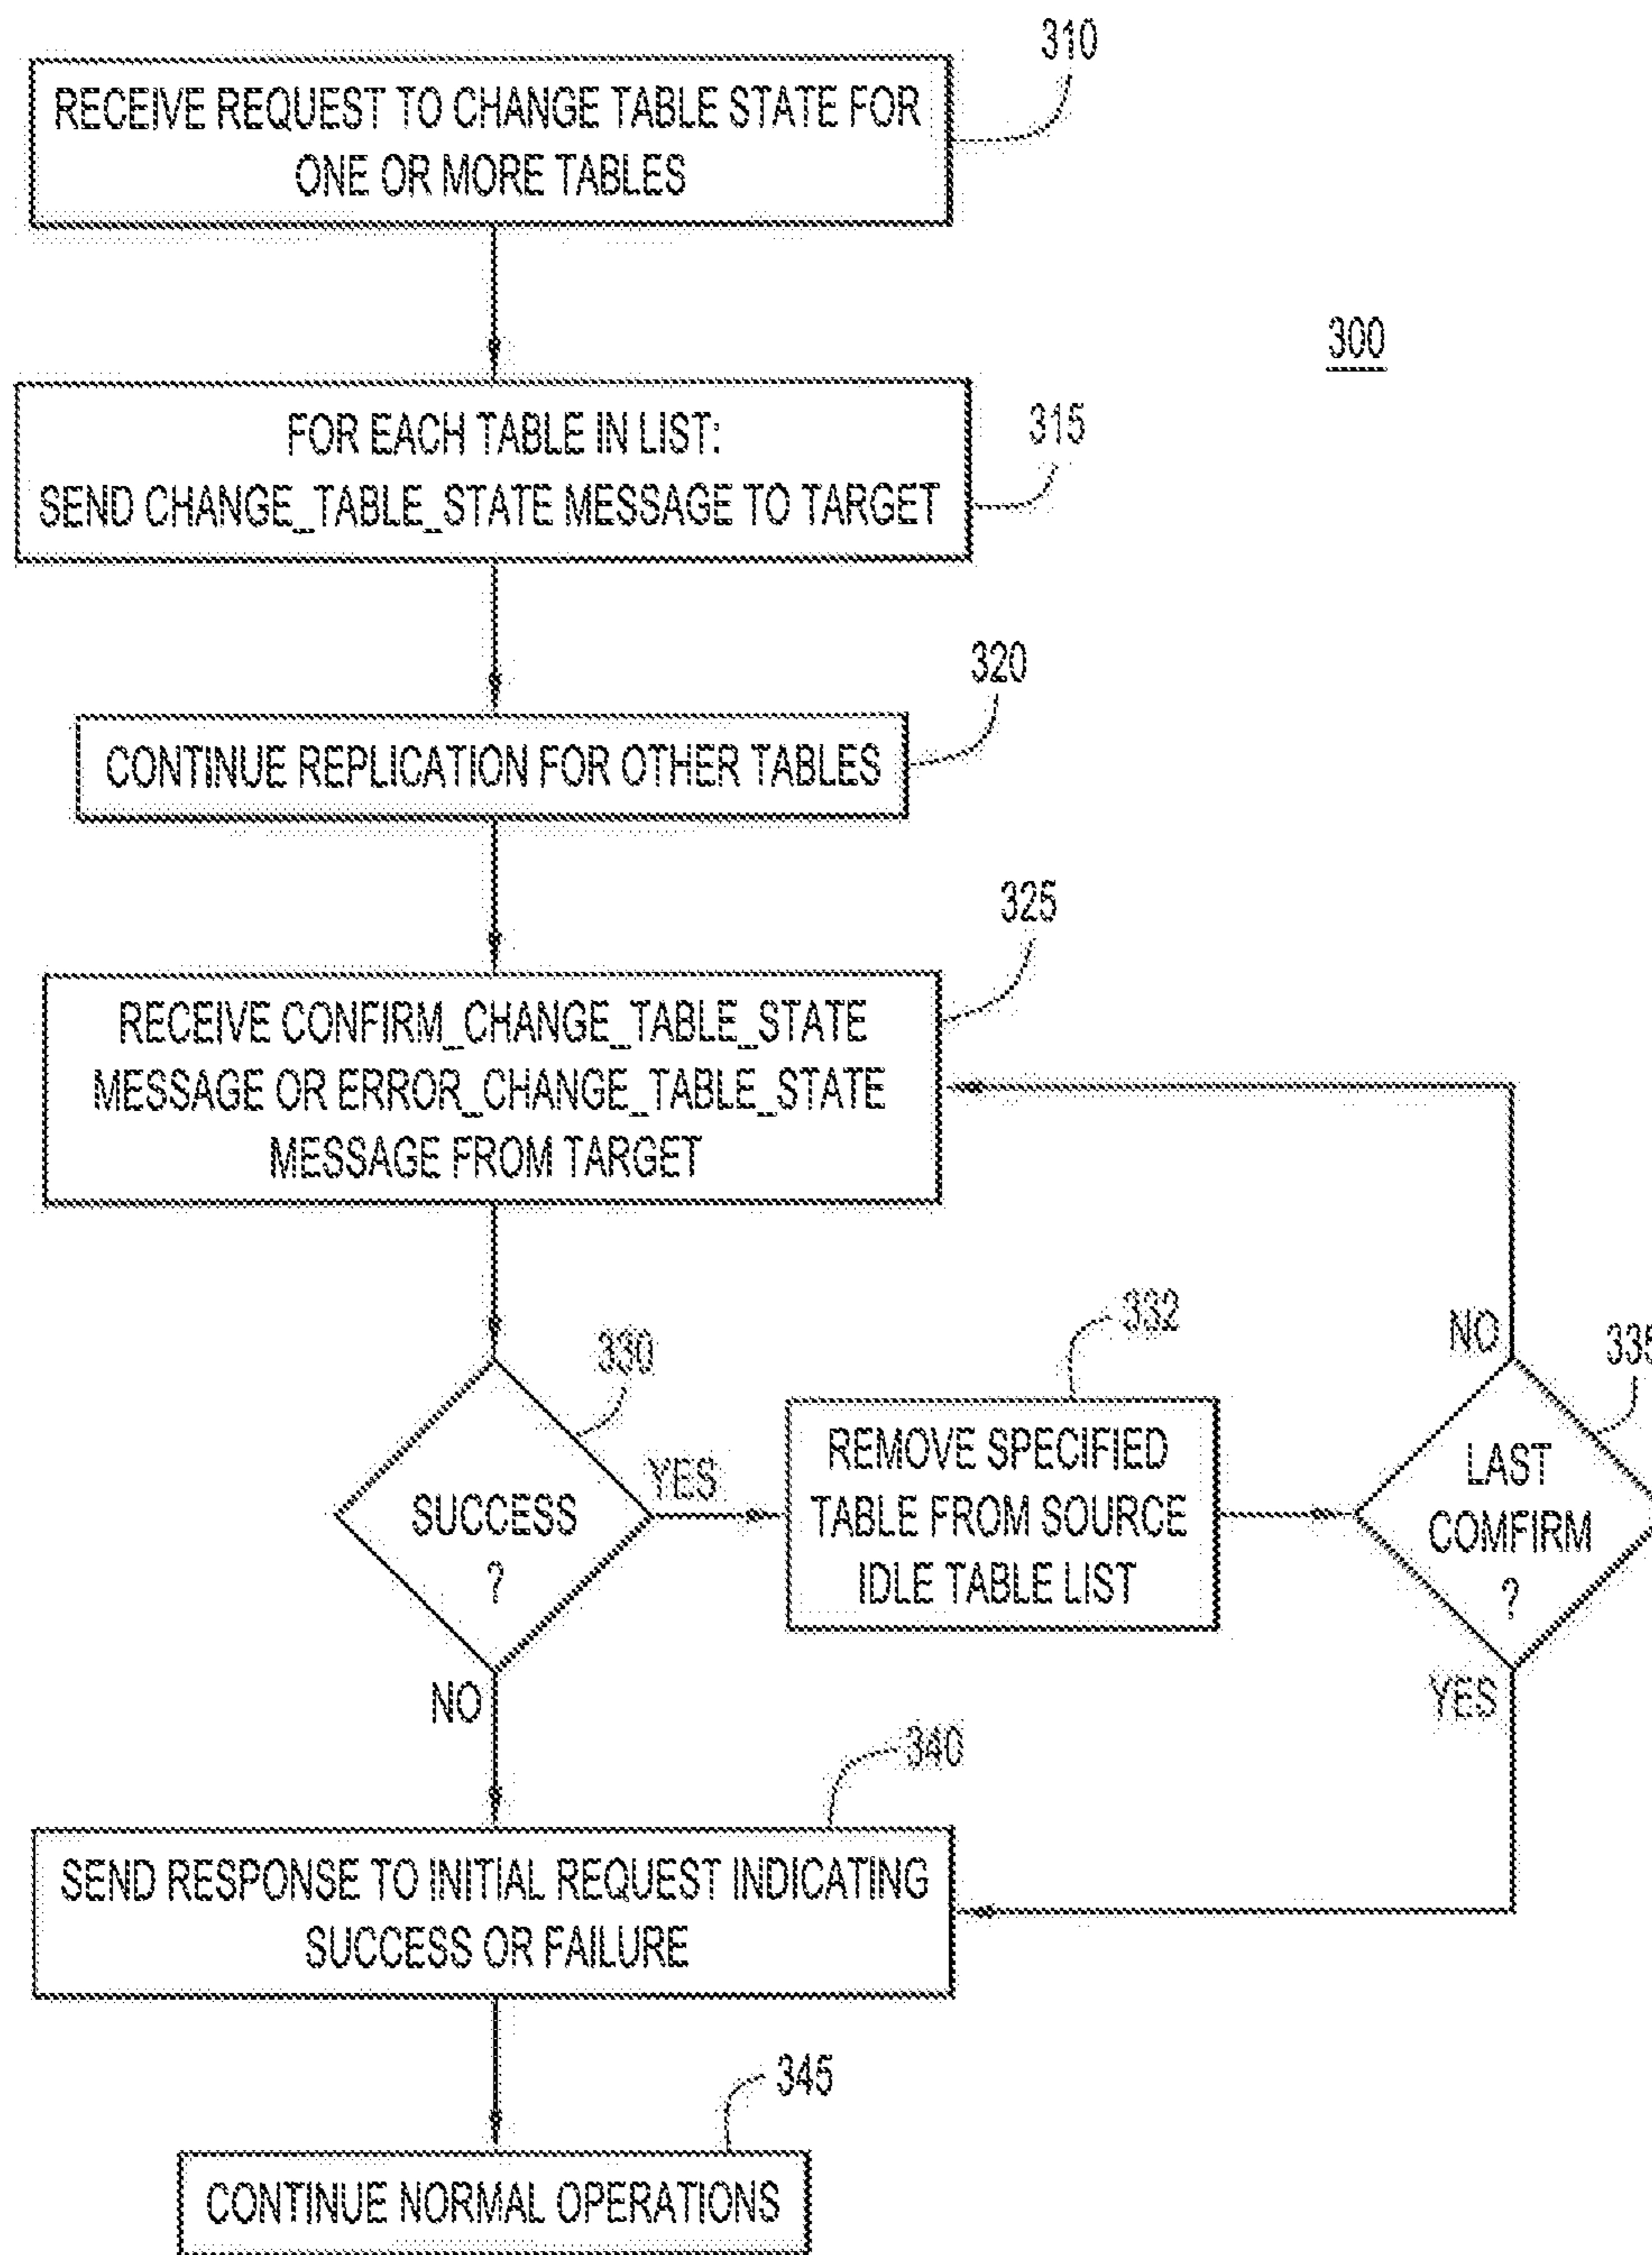 310
RECEIVE REQUEST TO CHANGE TABLE STATE FOR
ONE OR MORE TABLES
300
FOR EACH TABLE IN LIST:
315
SEND CHANGE_TABLE_STATE MESSAGE TO TARGET
320
CONTINUE REPLICATION FOR OTHER TABLES
325
RECEIVE CONFIRM_CHANGE_TABLE_STATE
MESSAGE OR ERROR_CHANGE_TABLE_STATE
MESSAGE FROM TARGET
330
332
NO
335
SUCCESS
?
YES
REMOVE SPECIFIED
TABLE FROM SOURCE
IDLE TABLE LIST
LAST
COMFIRM
?
NO
YES
340
SEND RESPONSE TO INITIAL REQUEST INDICATING
SUCCESS OR FAILURE
345
CONTINUE NORMAL OPERATIONS